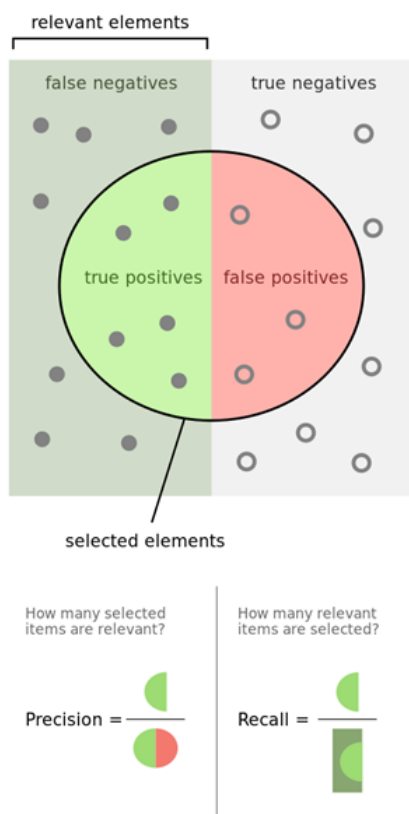 relevant elements
false negatives
true negatives
true positives
false positives
selected elements
How many selected
items are relevant?
How many relevant
items are selected?
Precision =
Recall =